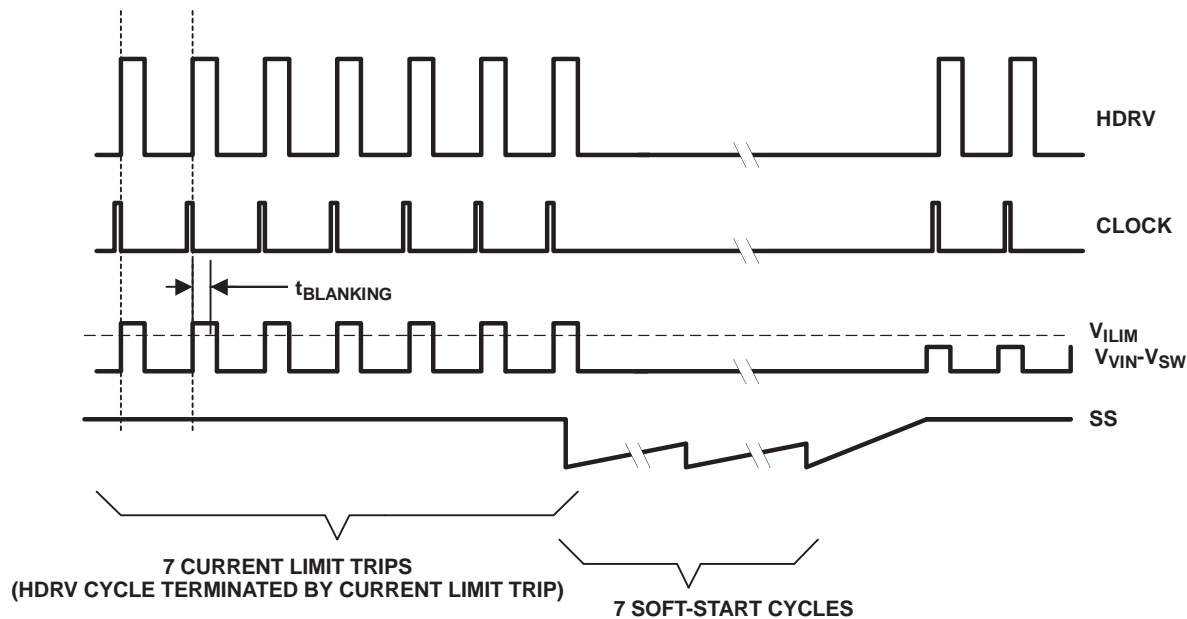 HDRV
CLOCK
tBLANKING
VILIM
VVIN-VSW
SS
7 CURRENT LIMIT TRIPS
(HDRV CYCLE TERMINATED BY CURRENT LIMIT TRIP)
7 SOFT-START CYCLES